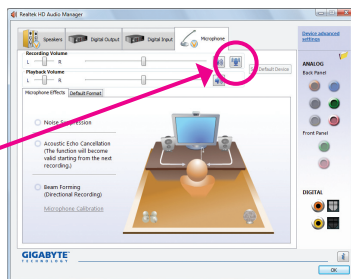 Realtek HD Audio Manager
Speakers
Digital Output
Digital Input
Microphone
Device advanced
settings
Recording Volume
L
R
Default Device
Playback Volume
L
R
ANALOG
Back Panel
Microphone Effects
Default Format
Noise
Acoustic Echo Cancellation
(The function will become
valid starting from the next
recording.)
Front Panel
Beam Forming
(Directional Recording)
Microphone Calibration
DIGITAL
GIGABYTE
TECHNOLOGY
OK